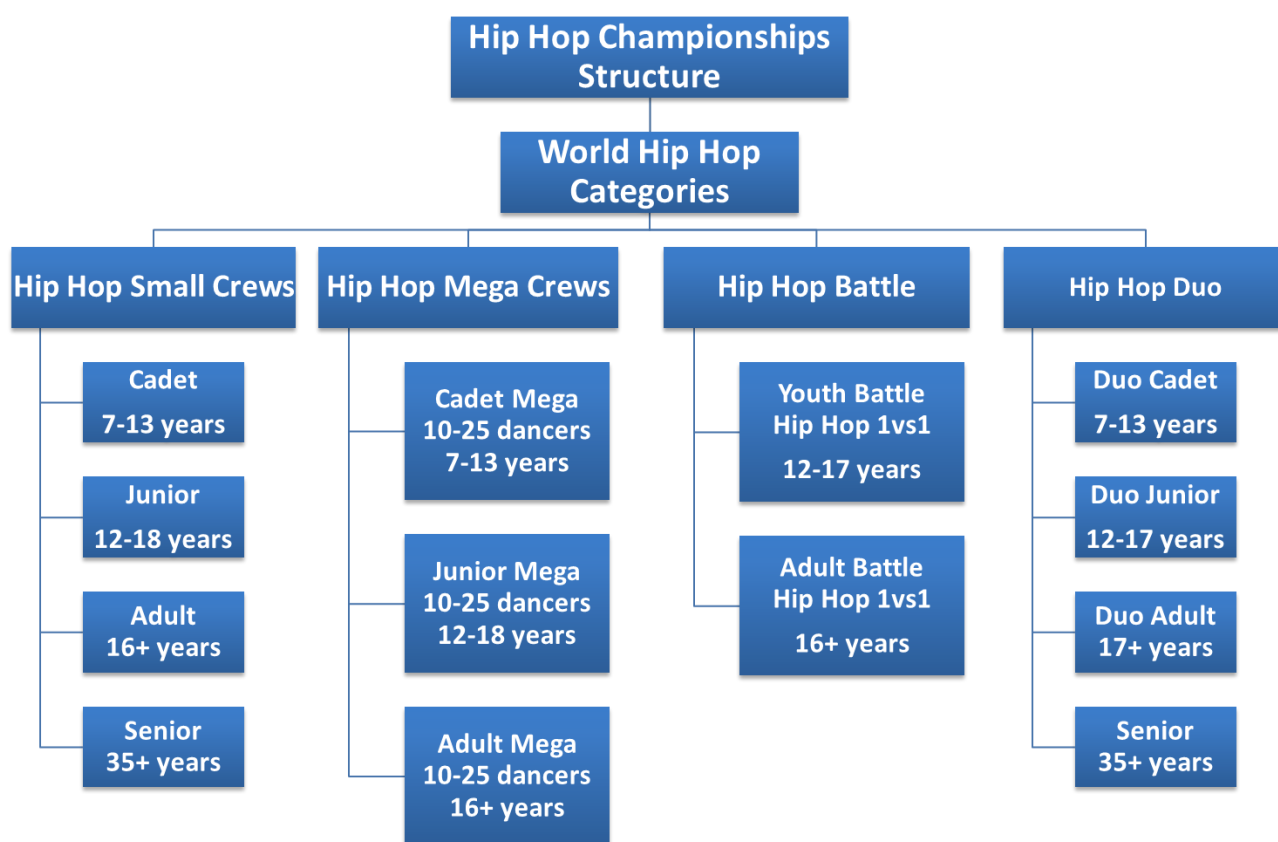 Hip Hop Championships
Structure
World Hip Hop
Categories
Hip Hop Small Crews
Cadet
7-13 years
Junior
12-18 years
Adult
16+ years
Senior
35+ years
Hip Hop Mega Crews
Cadet Mega
10-25 dancers
7-13 years
Junior Mega
10-25 dancers
12-18 years
Adult Mega
10-25 dancers
16+ years
Hip Hop Battle
Youth Battle
Hip Hop 1vs1
12-17 years
Adult Battle
Hip Hop 1vs1
16+ years
Hip Hop Duo
Duo Cadet
7-13 years
Duo Junior
12-17 years
Duo Adult
17+ years
Senior
35+ years